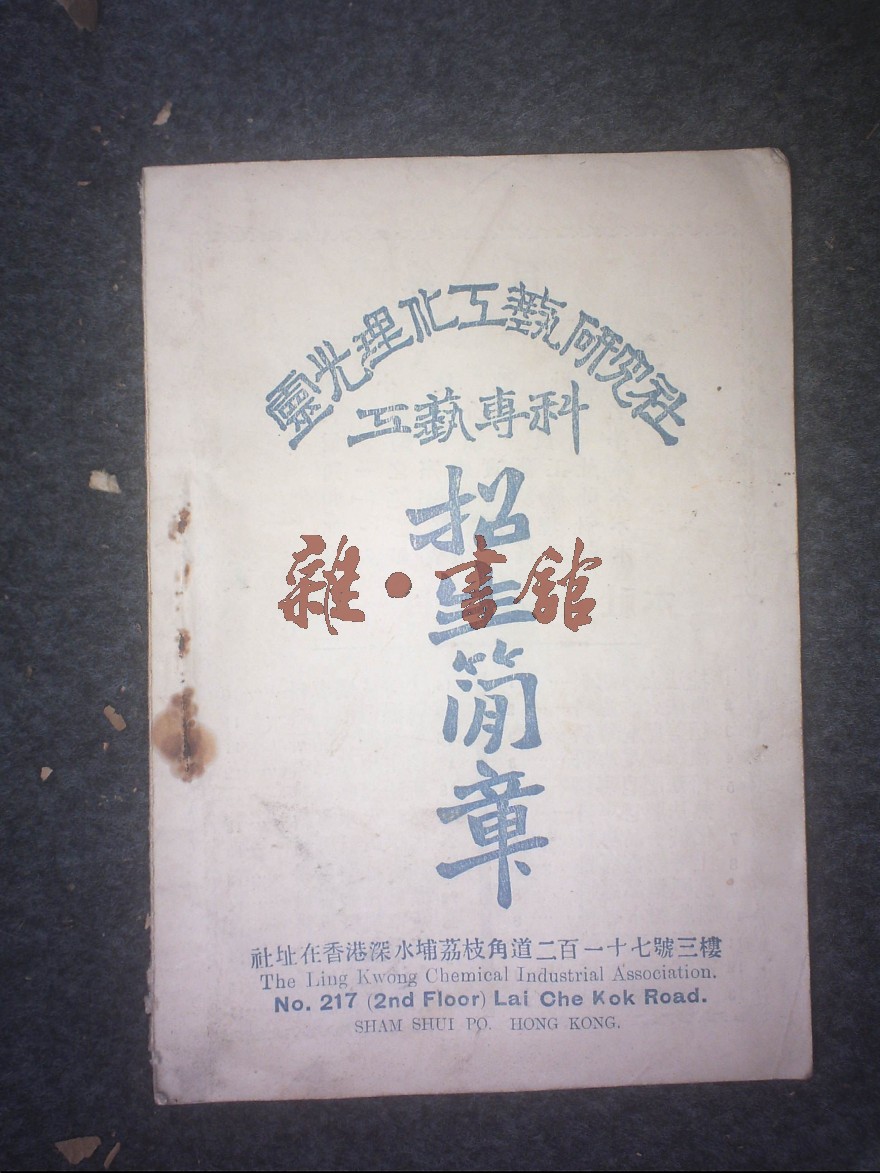 靈光理化工藝研究社
工藝專科
招生簡章
雜·書館
社址在香港深水埔荔枝角道二百一十七號三樓
The Ling Kwong Chemical Industrial Association.
No. 217 (2nd Floor) Lai Che Kok Road.
SHAM SHUI PO. HONG KONG.